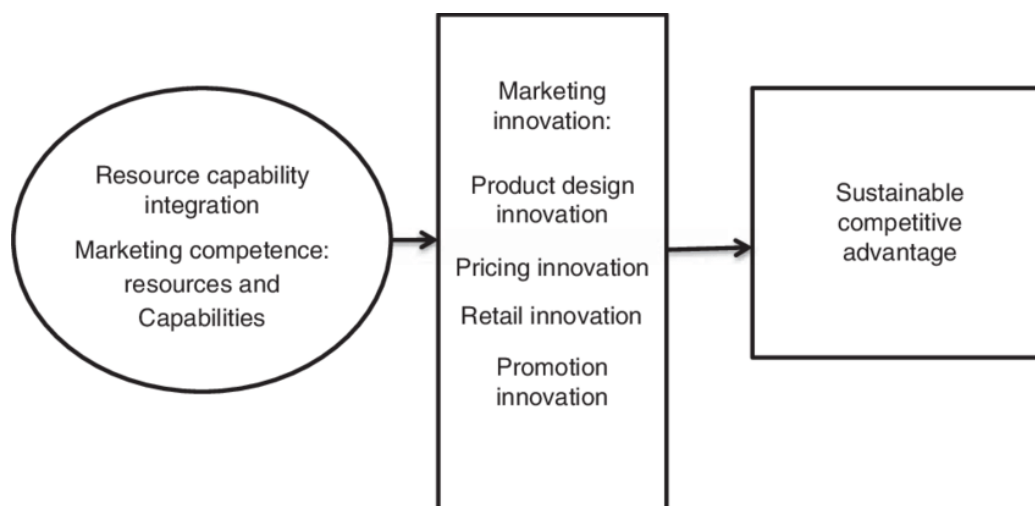 Resource capability
integration
Marketing competence:
resources and
Capabilities
Marketing
innovation:
Product design
innovation
Pricing innovation
Retail innovation
Promotion
innovation
Sustainable
competitive
advantage